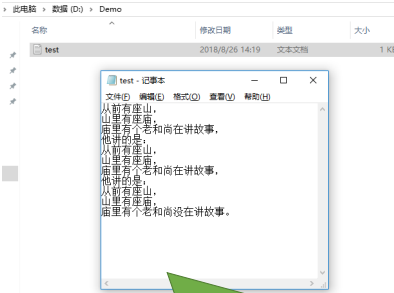 此电脑 > 数据 (D:) > Demo
名称 修改日期 类型 大小
test 2018/8/26 14:19 文本文档 1 K
test - 记事本
文件(F) 编辑(E) 格式(O) 查看(V) 帮助(H)
从前有座山，
山里有座庙，
庙里有个老和尚在讲故事，
他讲的是：
从前有座山，
山里有座庙，
庙里有个老和尚在讲故事，
他讲的是：
从前有座山，
山里有座庙，
庙里有个老和尚没在讲故事。